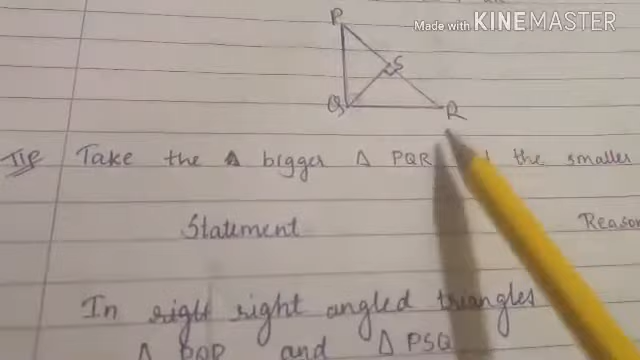 Made with KINEMASTER
P
S
Q
R
Tip Take the bigger Δ PQR the smaller
Statement Reaso
In right right angled triangles
Δ PQR and Δ PSQ